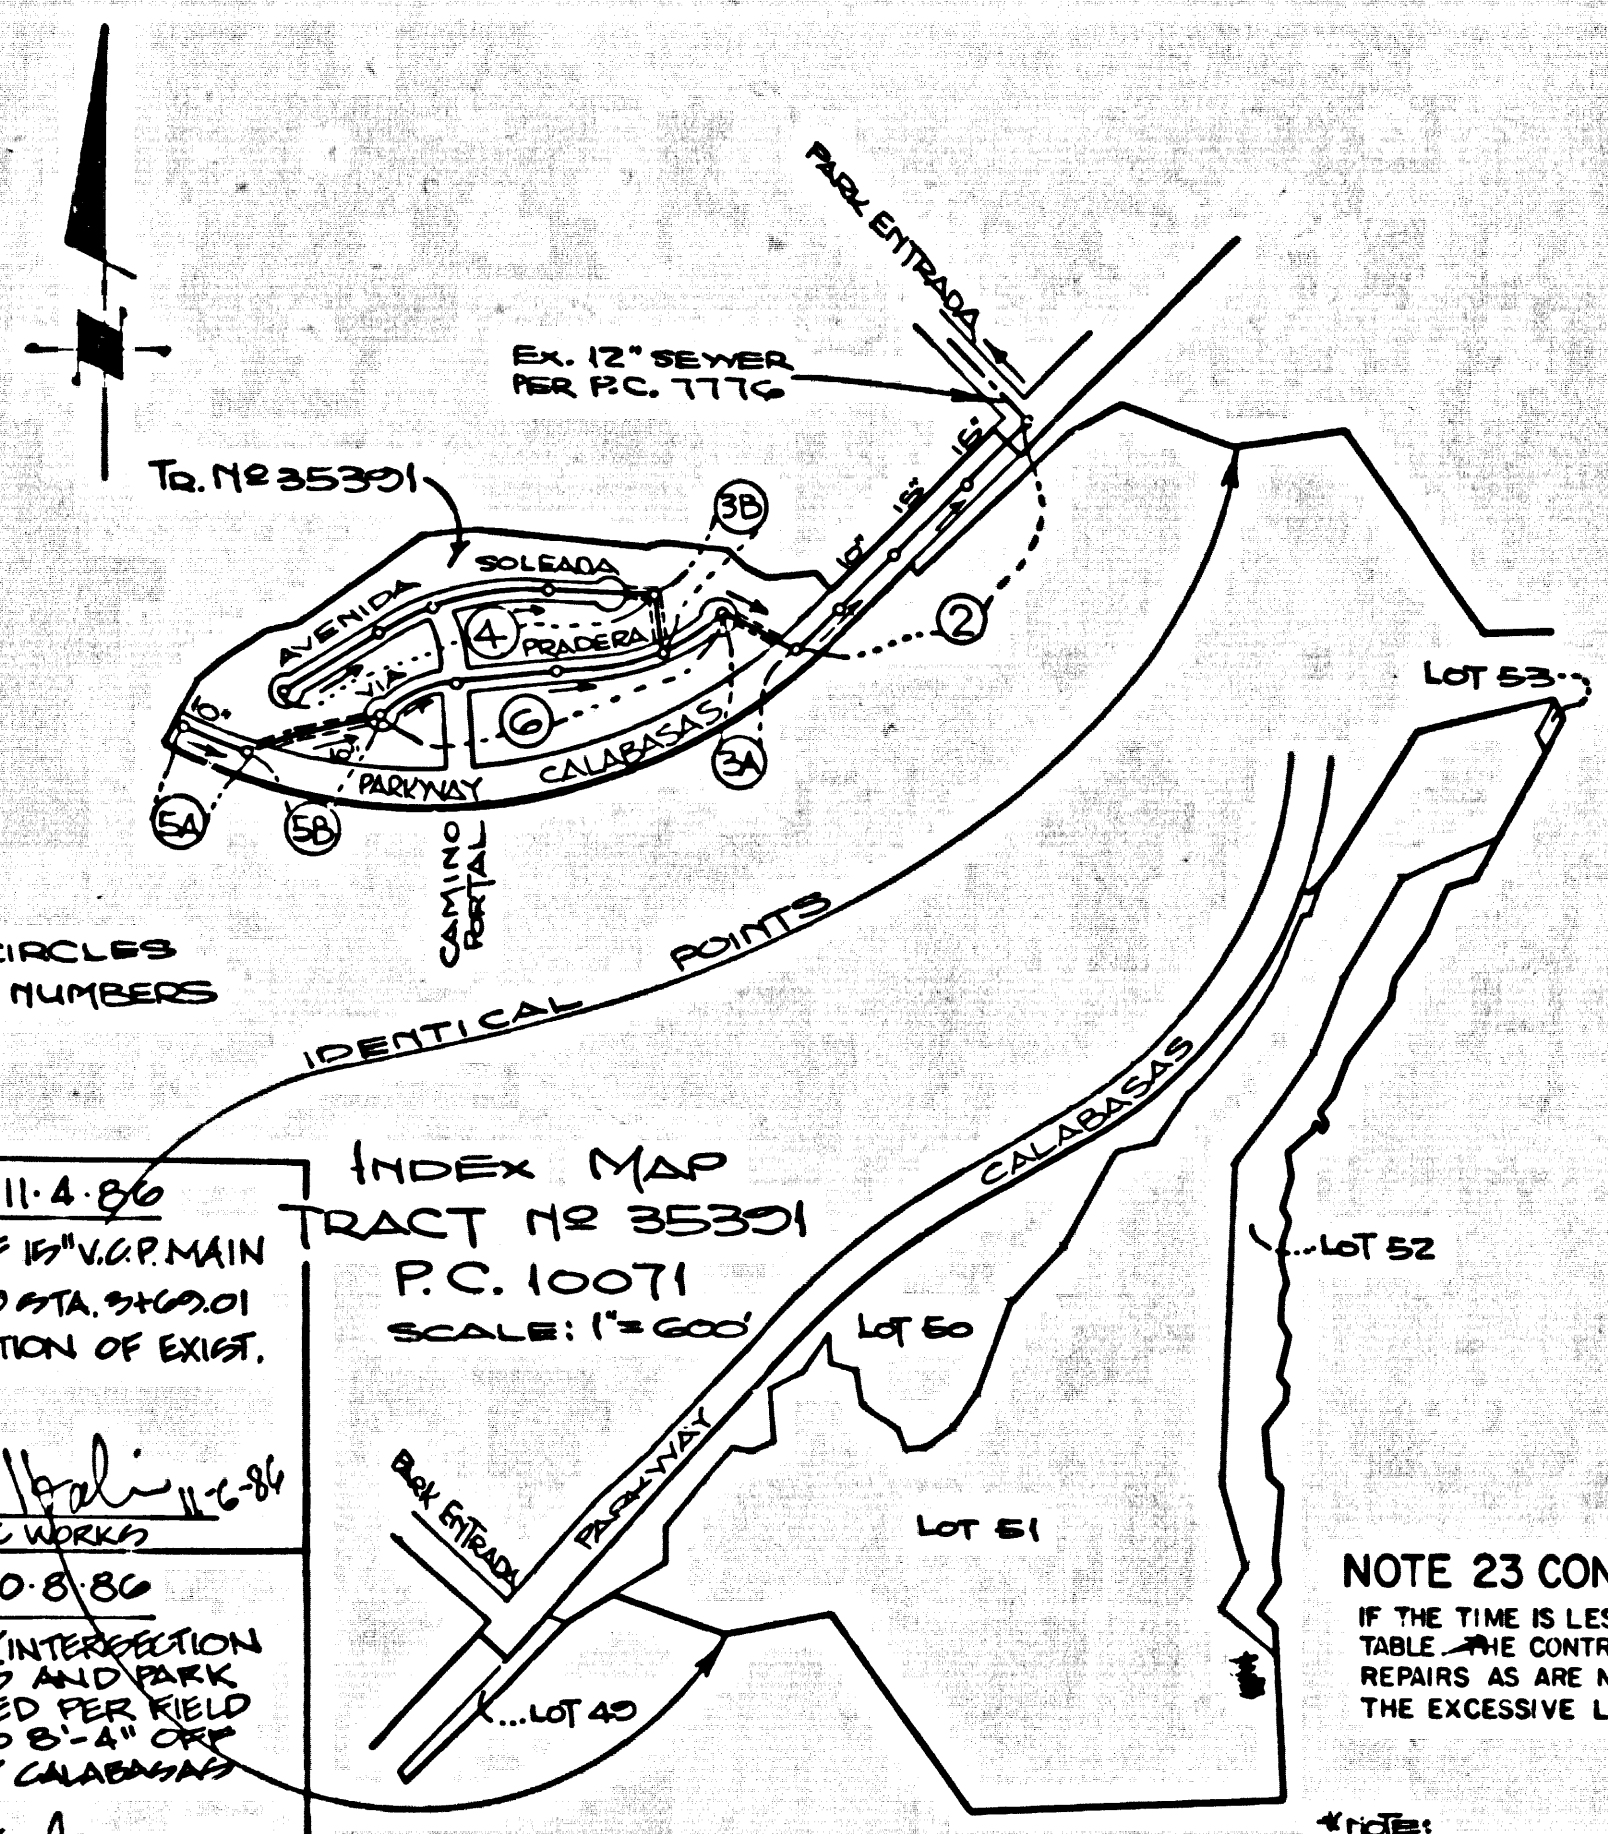 PARK ENTRADA
EX. 12" SEWER
PER P.C. 7776
TR. Nº 35391
15"
15"
10"
3B
SOLEADA
AVENIDA
4
PRADERA
2
VIA
6
10"
10"
CALABASAS
PARKWAY
3A
5A
5B
CAMINO
PORTAL
LOT 53
CIRCLES
NUMBERS
IDENTICAL POINTS
CALABASAS
INDEX MAP
TRACT Nº 35391
P.C. 10071
SCALE: 1"=600'
11·4·86
15" V.C.P. MAIN
STA. 3+69.01
TION OF EXIST.
11-6-86
WORKS
0·8·86
INTERSECTION
AND PARK
ED PER FIELD
8'-4" OFF
CALABASAS
LOT 52
LOT 50
PARKWAY
PARK ENTRADA
LOT 51
LOT 49
NOTE 23 CON
IF THE TIME IS LES
TABLE THE CONTR
REPAIRS AS ARE N
THE EXCESSIVE L
*NOTE: